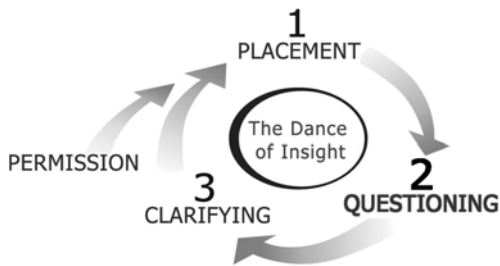 1
PLACEMENT
The Dance
of Insight
PERMISSION
2
QUESTIONING
3
CLARIFYING